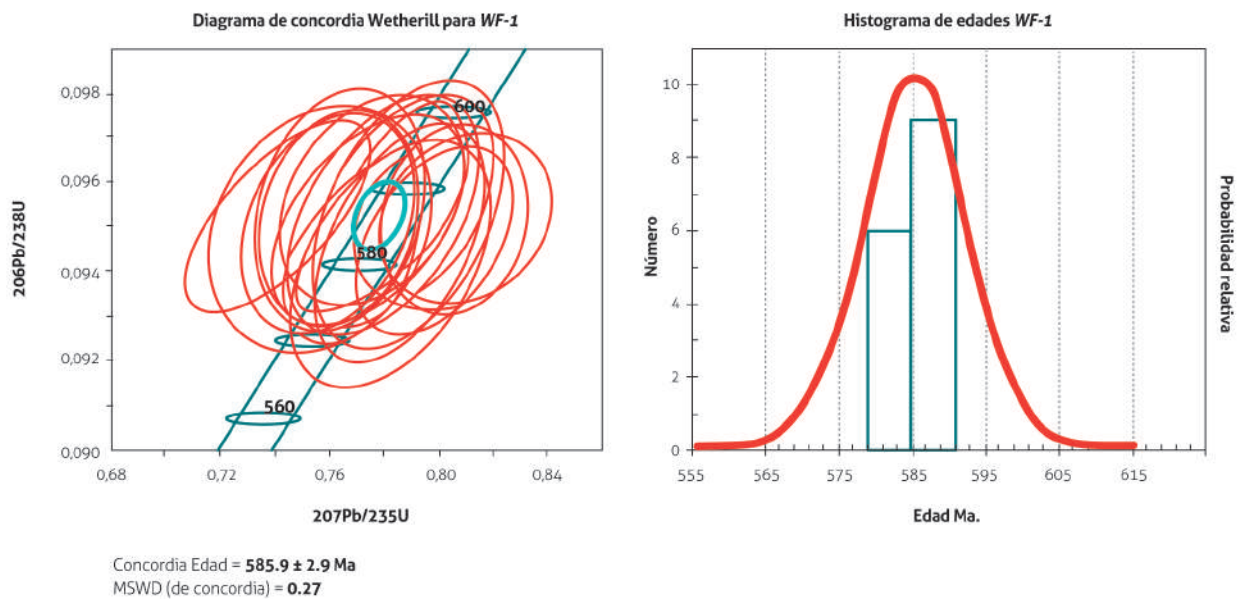 Diagrama de concordia Wetherill para WF-1
206Pb/238U
0,098
0,096
0,094
0,092
0,090
600
580
560
0,68
0,72
0,76
0,80
0,84
207Pb/235U
Concordia Edad = 585.9 ± 2.9 Ma
MSWD (de concordia) = 0.27
Histograma de edades WF-1
Número
10
8
6
4
2
0
555
565
575
585
595
605
615
Edad Ma.
Probabilidad relativa